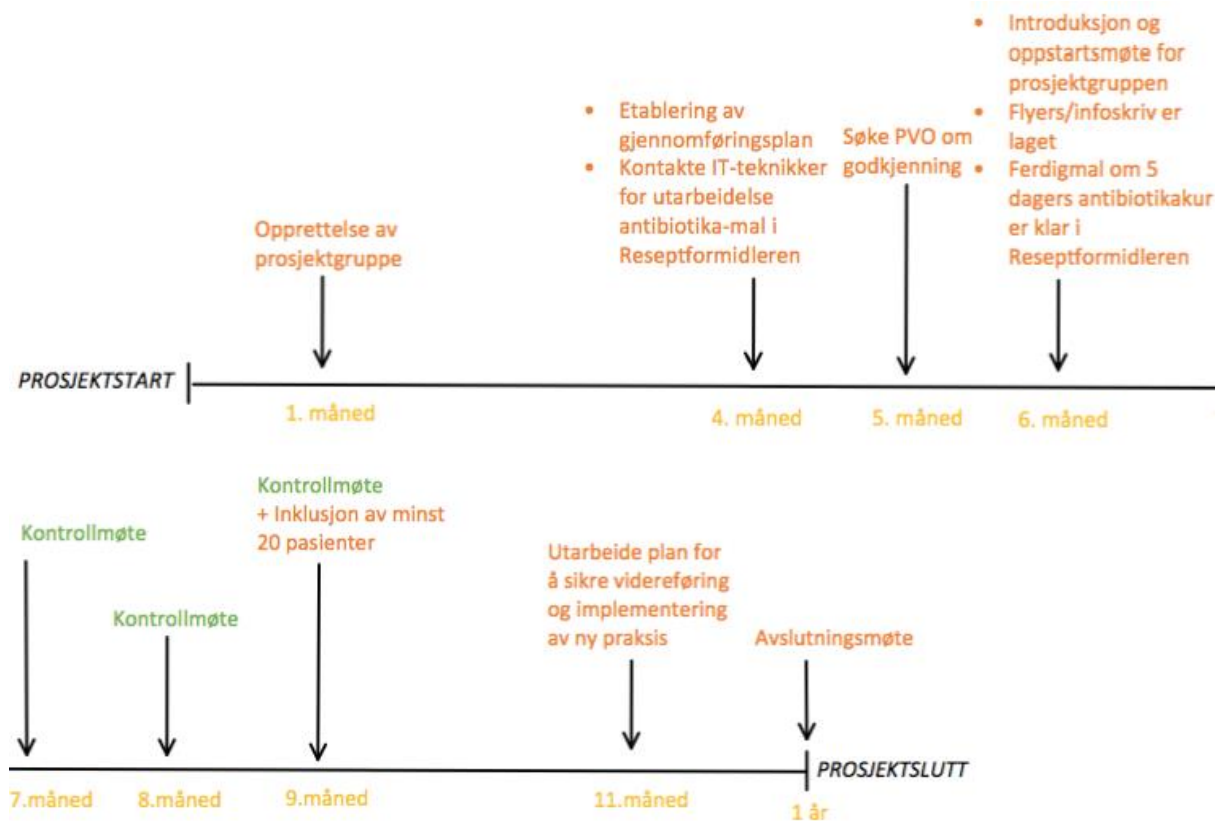 Opprettelse av
prosjektgruppe
• Etablering av
gjennomføringsplan
• Kontakte IT-teknikker
for utarbeidelse
antibiotika-mal i
Reseptformidleren
Søke PVO om
godkjenning
• Introduksjon og
oppstartsmøte for
prosjektgruppen
• Flyers/infoskriv er
laget
• Ferdigmal om 5
dagers antibiotikakur
er klar i
Reseptformidleren
PROSJEKTSTART
1. måned
4. måned
5. måned
6. måned
Kontrollmøte
Kontrollmøte
Kontrollmøte
+ Inklusjon av minst
20 pasienter
Utarbeide plan for
å sikre videreføring
og implementering
av ny praksis
Avslutningsmøte
PROSJEKTSLUTT
7.måned
8.måned
9.måned
11.måned
1 år